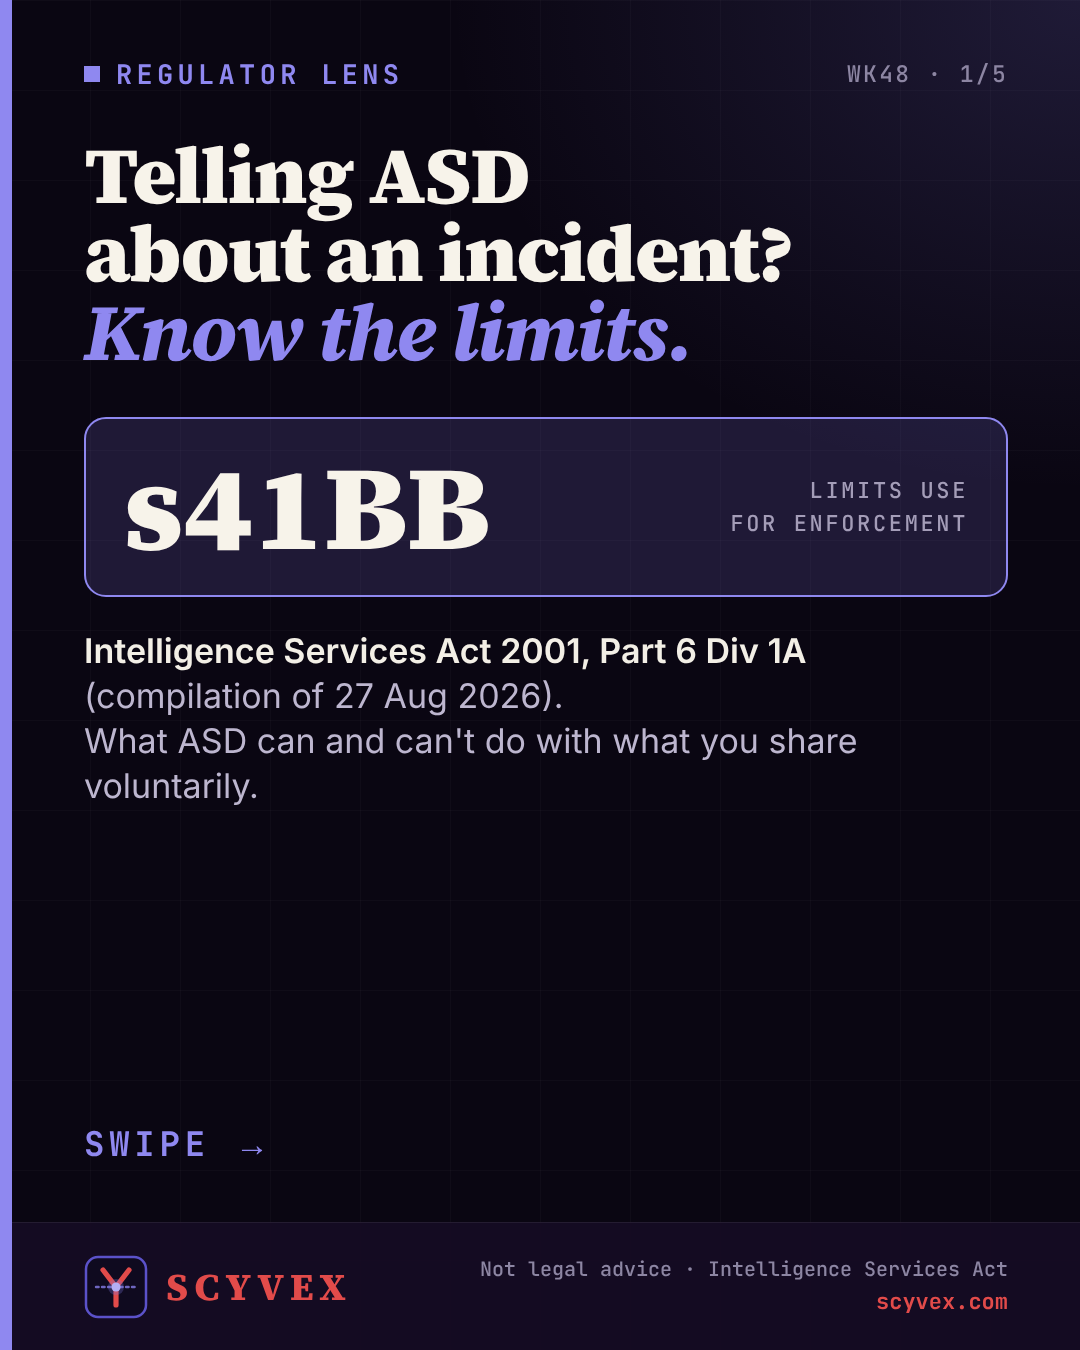 REGULATOR LENS
WK48 · 1/5
Telling ASD
about an incident?
Know the limits.
s41BB
LIMITS USE
FOR ENFORCEMENT
Intelligence Services Act 2001, Part 6 Div 1A
(compilation of 27 Aug 2026).
What ASD can and can't do with what you share
voluntarily.
SWIPE →
SCYVEX
Not legal advice · Intelligence Services Act
scyvex.com